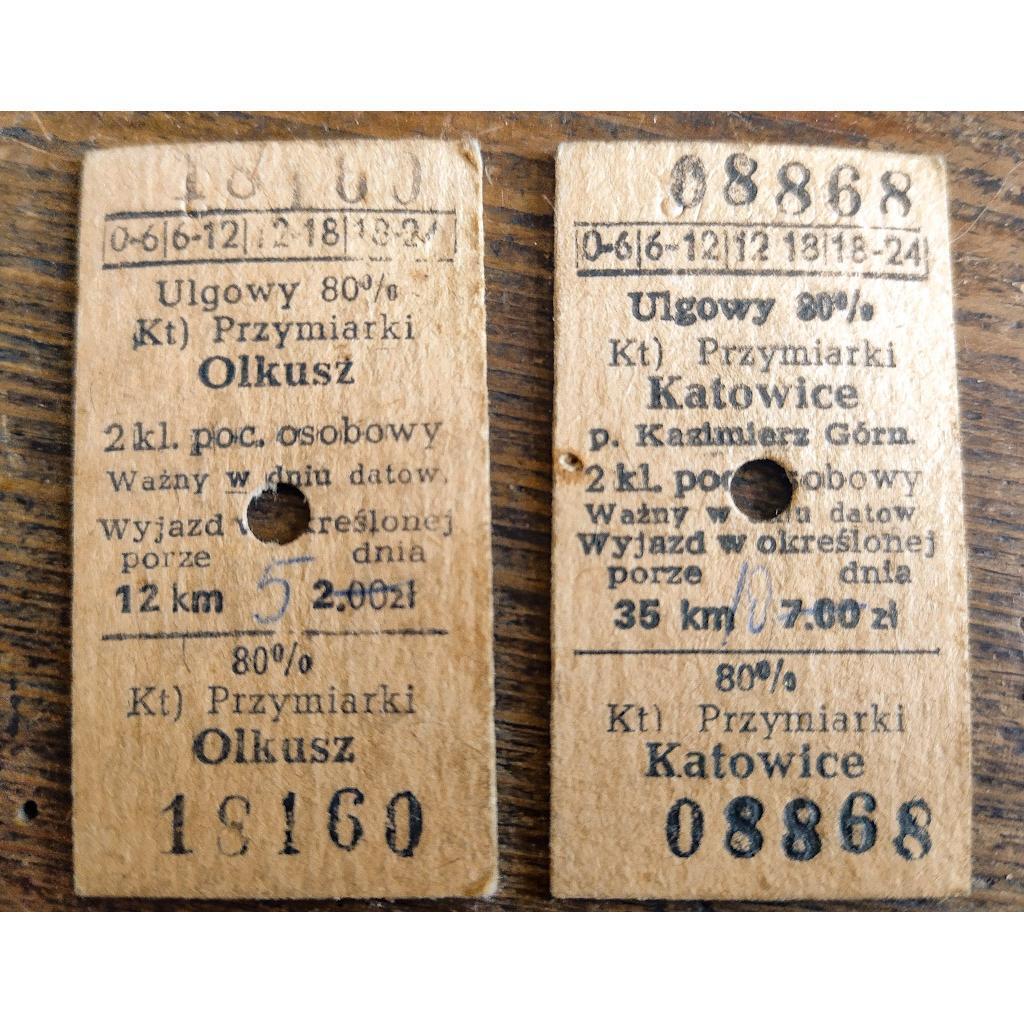 18160
0-6|6-12|12-18|18-24
Ulgowy 80%
Kt) Przymiarki
Olkusz
2 kl. poc. osobowy
Ważny w dniu datow.
Wyjazd w określonej
porze dnia
12 km 5 2.00 zł
80%
Kt) Przymiarki
Olkusz
18160
08868
0-6|6-12|12 18|18-24
Ulgowy 80%
Kt) Przymiarki
Katowice
p. Kazimierz Górn.
2 kl. poc. osobowy
Ważny w dniu datow
Wyjazd w określonej
porze dnia
35 km 10 7.00 zł
80%
Kt) Przymiarki
Katowice
08868